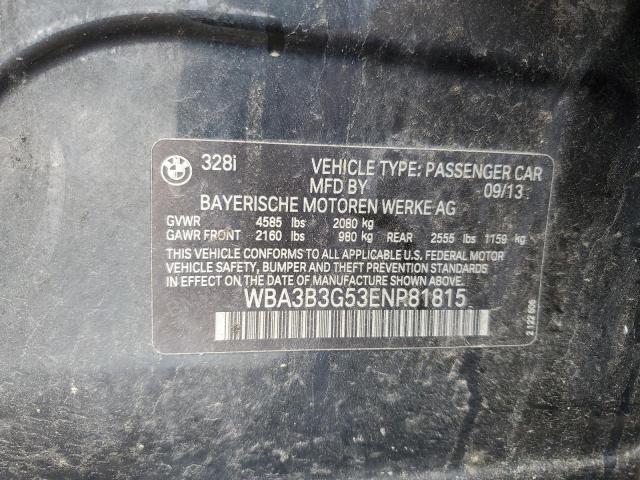 BMW
328i VEHICLE TYPE: PASSENGER CAR
MFD BY 09/13
BAYERISCHE MOTOREN WERKE AG
GVWR 4585 lbs 2080 kg
GAWR FRONT 2160 lbs 980 kg REAR 2555 lbs 1159 kg
THIS VEHICLE CONFORMS TO ALL APPLICABLE U.S. FEDERAL MOTOR
VEHICLE SAFETY, BUMPER AND THEFT PREVENTION STANDARDS IN
EFFECT ON THE DATE OF MANUFACTURE SHOWN ABOVE.
WBA3B3G53ENR81815